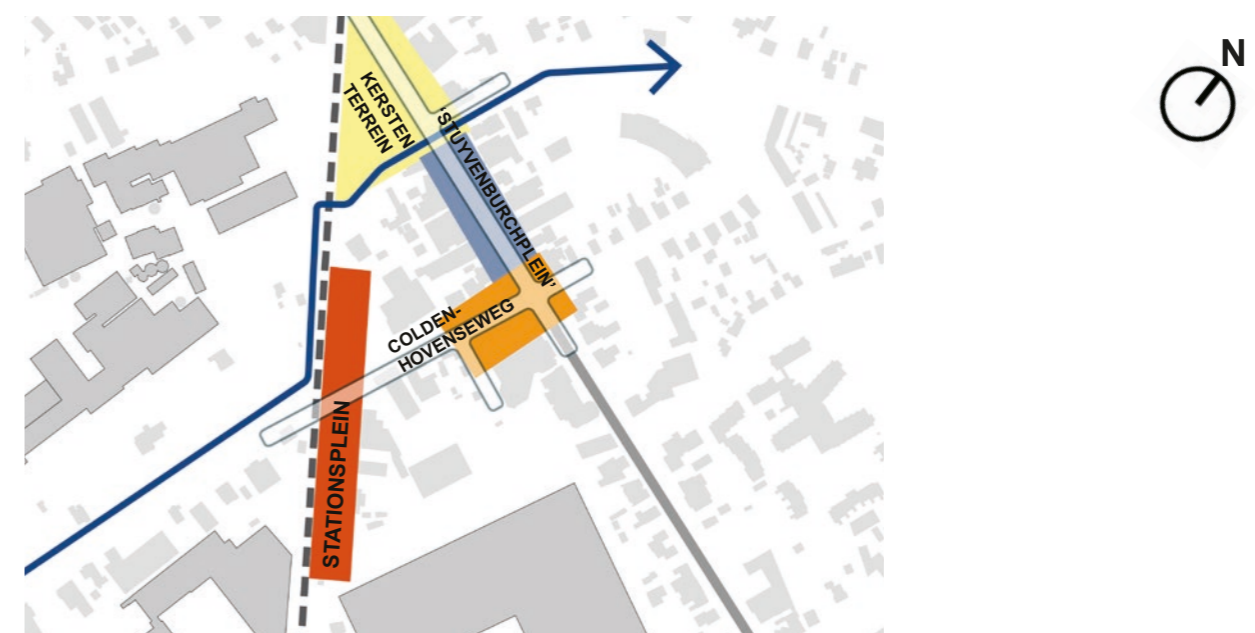 N
KERSTEN
TERREIN
'STUYVENBURCHPLEIN'
COLDEN-
HOVENSEWEG
STATIONSPLEIN